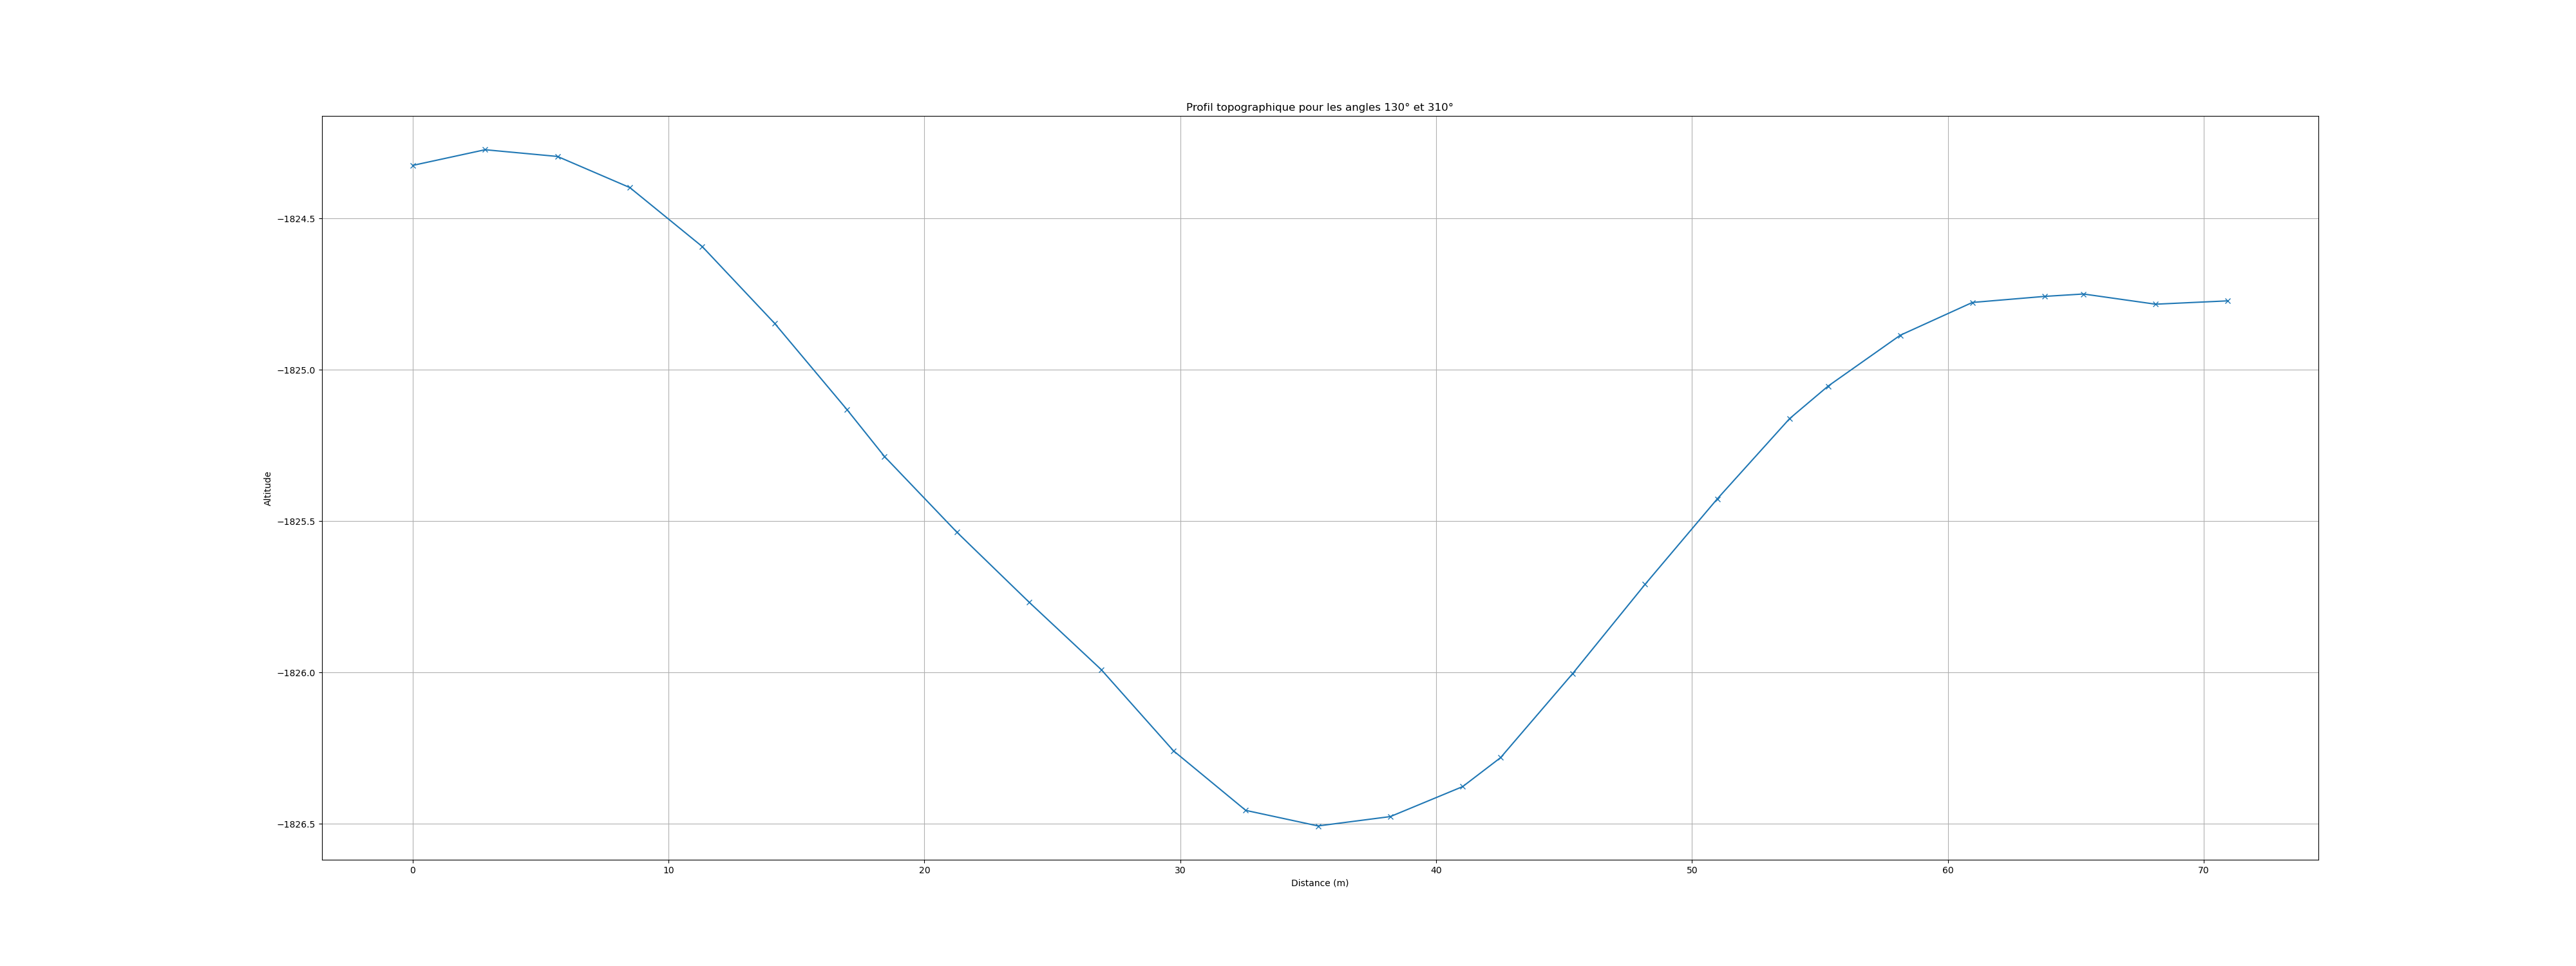 Profil topographique pour les angles 130° et 310°
Altitude
−1824.5
−1825.0
−1825.5
−1826.0
−1826.5
0 10 20 30 40 50 60 70
Distance (m)